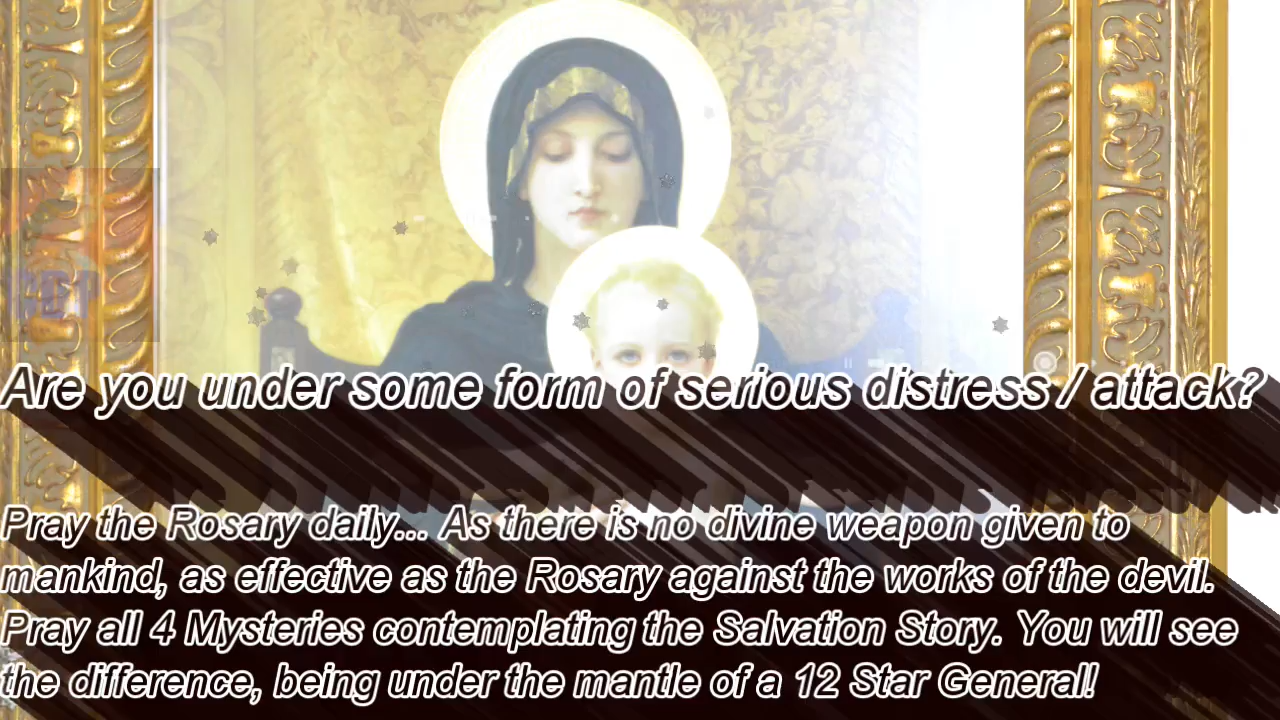 Are you under some form of serious distress / attack?
Pray the Rosary daily... As there is no divine weapon given to
mankind, as effective as the Rosary against the works of the devil.
Pray all 4 Mysteries contemplating the Salvation Story. You will see
the difference, being under the mantle of a 12 Star General!